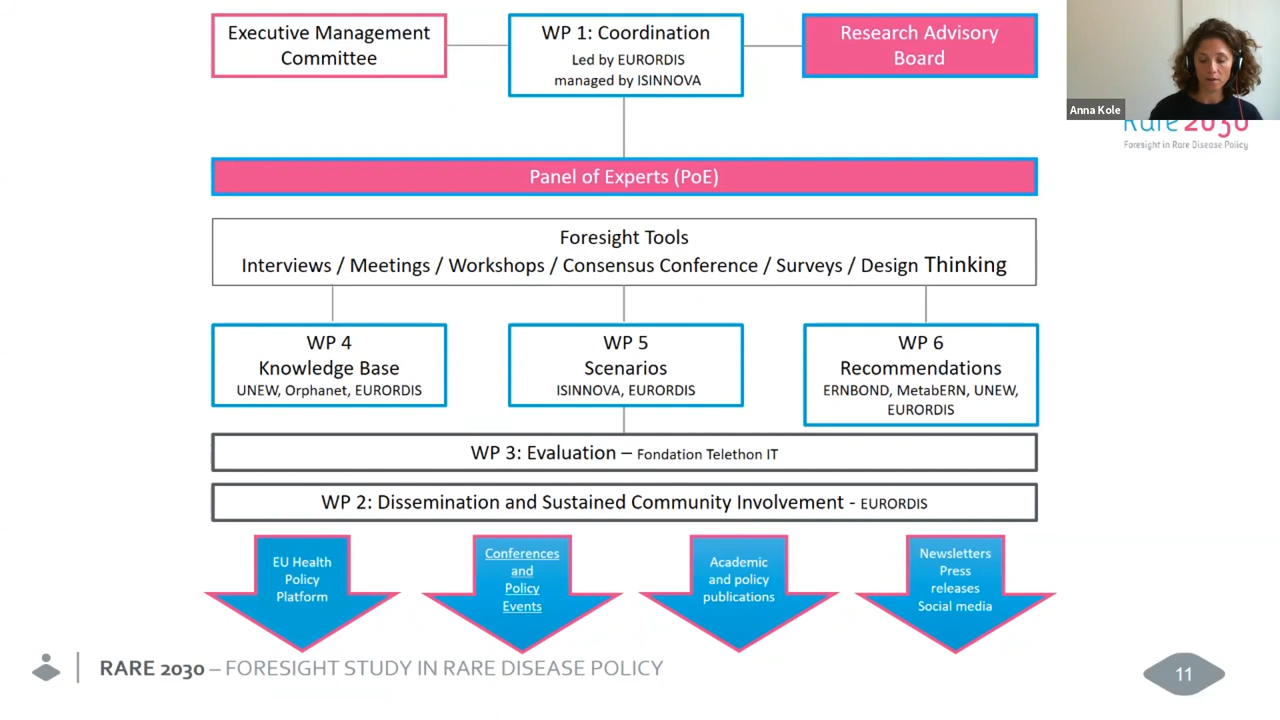 Executive Management
Committee
WP 1: Coordination
Led by EURORDIS
managed by ISINNOVA
Research Advisory
Board
Anna Kole
Rare 2030
Foresight in Rare Disease Policy
Panel of Experts (PoE)
Foresight Tools
Interviews / Meetings / Workshops / Consensus Conference / Surveys / Design Thinking
WP 4
Knowledge Base
UNEW, Orphanet, EURORDIS
WP 5
Scenarios
ISINNOVA, EURORDIS
WP 6
Recommendations
ERNBOND, MetabERN, UNEW,
EURORDIS
WP 3: Evaluation – Fondation Telethon IT
WP 2: Dissemination and Sustained Community Involvement - EURORDIS
EU Health
Policy
Platform
Conferences
and
Policy
Events
Academic
and policy
publications
Newsletters
Press
releases
Social media
RARE 2030 – FORESIGHT STUDY IN RARE DISEASE POLICY
11